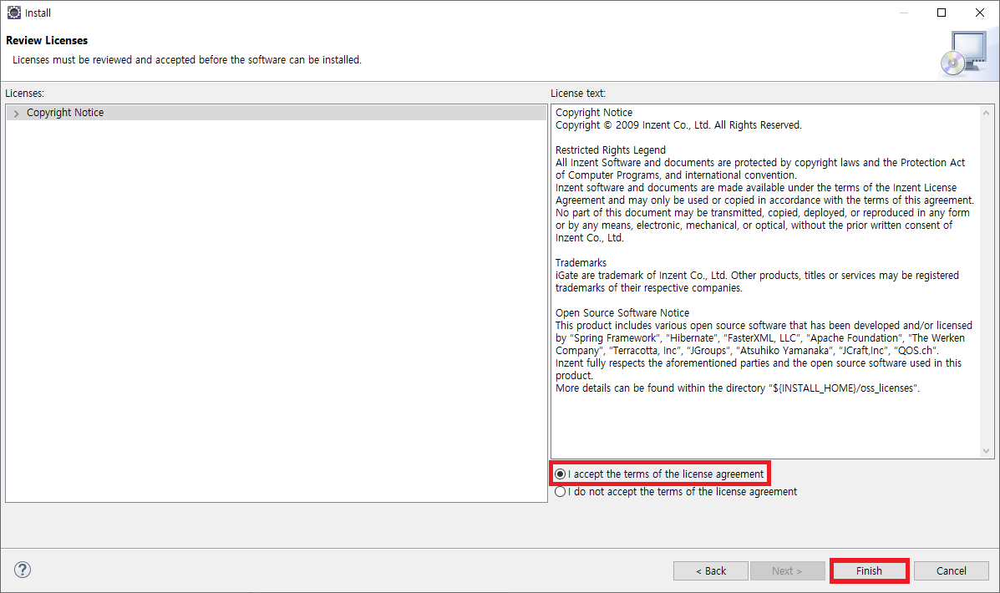 Install
Review Licenses
Licenses must be reviewed and accepted before the software can be installed.
Licenses:
Copyright Notice
License text:
Copyright Notice
Copyright © 2009 Inzent Co., Ltd. All Rights Reserved.
Restricted Rights Legend
All Inzent Software and documents are protected by copyright laws and the Protection Act
of Computer Programs, and international convention.
Inzent software and documents are made available under the terms of the Inzent License
Agreement and may only be used or copied in accordance with the terms of this agreement.
No part of this document may be transmitted, copied, deployed, or reproduced in any form
or by any means, electronic, mechanical, or optical, without the prior written consent of
Inzent Co., Ltd.
Trademarks
iGate are trademark of Inzent Co., Ltd. Other products, titles or services may be registered
trademarks of their respective companies.
Open Source Software Notice
This product includes various open source software that has been developed and/or licensed
by “Spring Framework”, “Hibernate”, “FasterXML, LLC”, “Apache Foundation”, “The Werken
Company”, “Terracotta, Inc”, “JGroups”, “Atsuhiko Yamanaka”, “JCraft,Inc”, “QOS.ch”.
Inzent fully respects the aforementioned parties and the open source software used in this
product.
More details can be found within the directory “${INSTALL_HOME}/oss_licenses”.
I accept the terms of the license agreement
I do not accept the terms of the license agreement
?
< Back
Next >
Finish
Cancel